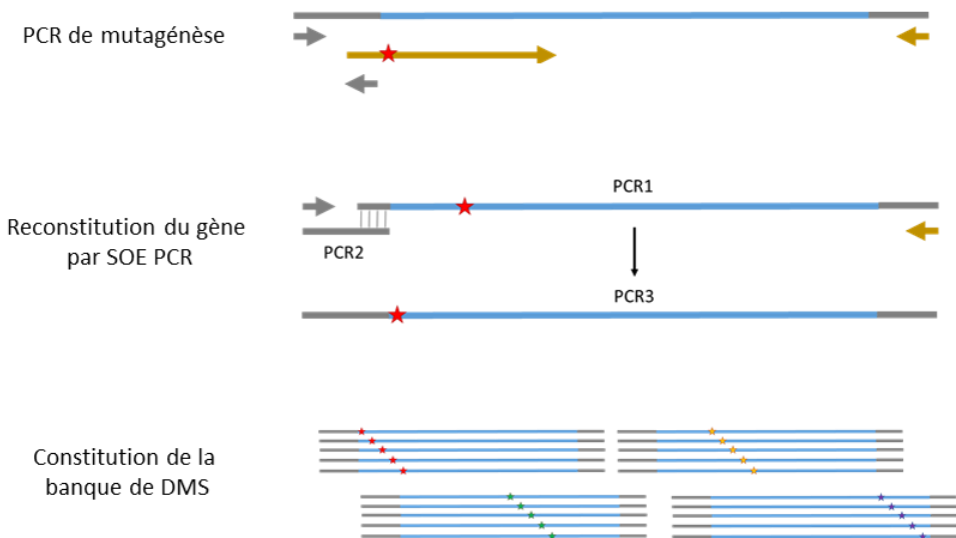 PCR de mutagénèse
PCR1
Reconstitution du gène
par SOE PCR
PCR2
PCR3
Constitution de la
banque de DMS